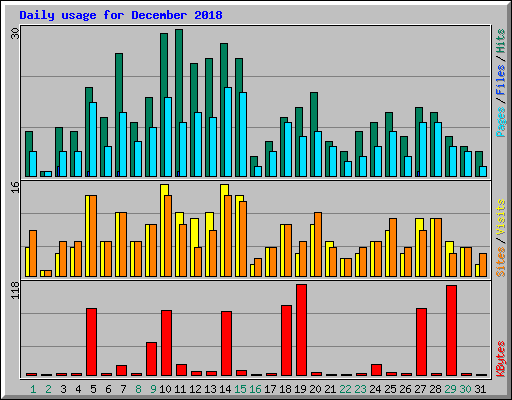 Daily usage for December 2018
30
Pages / Files / Hits
16
Sites / Visits
118
KBytes
1 2 3 4 5 6 7 8 9 10 11 12 13 14 15 16 17 18 19 20 21 22 23 24 25 26 27 28 29 30 31